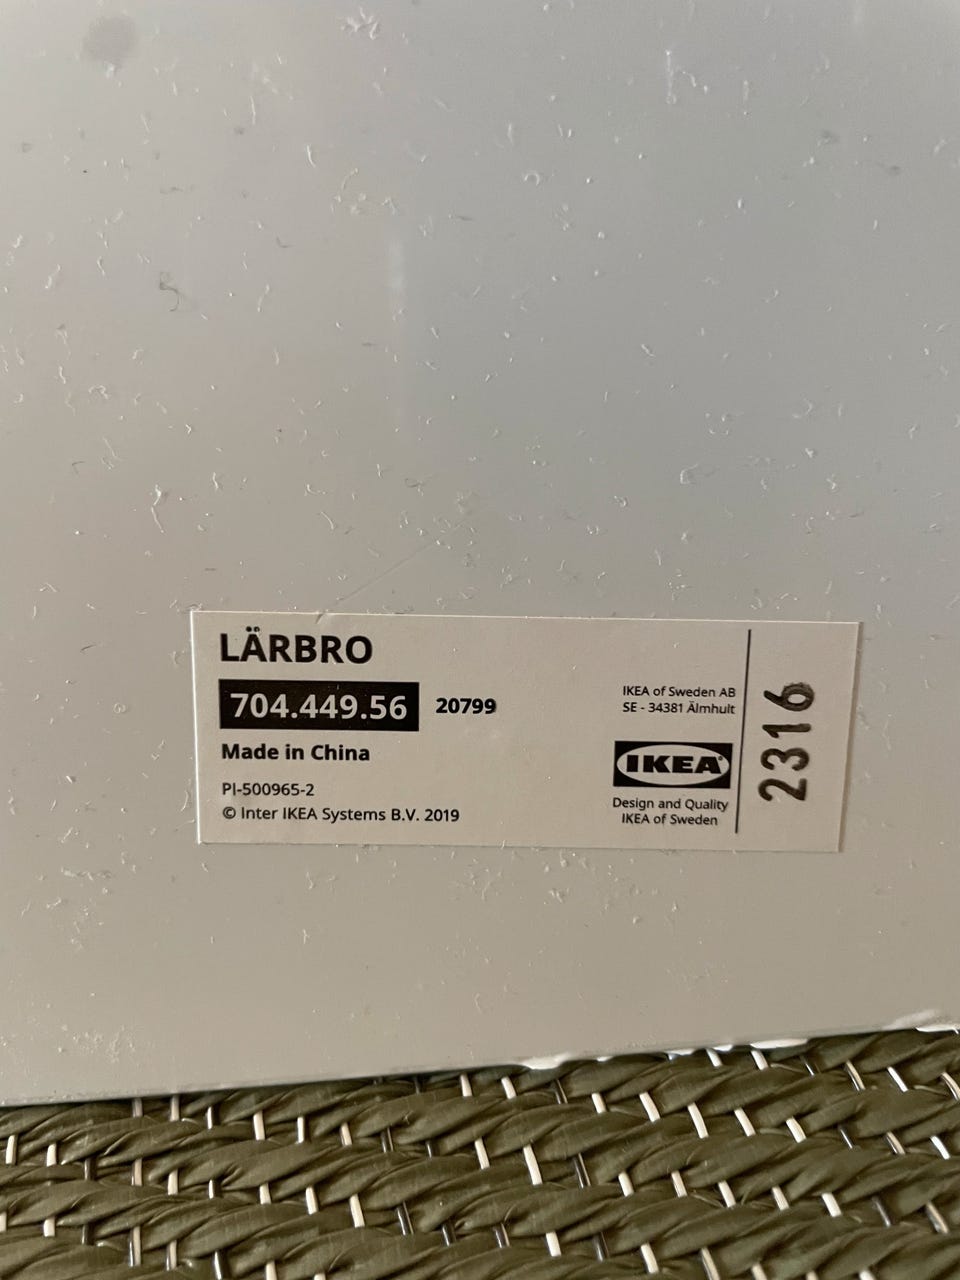 LÄRBRO
704.449.56 20799
Made in China
PI-500965-2
© Inter IKEA Systems B.V. 2019
IKEA of Sweden AB
SE - 34381 Älmhult
IKEA®
Design and Quality
IKEA of Sweden
2316